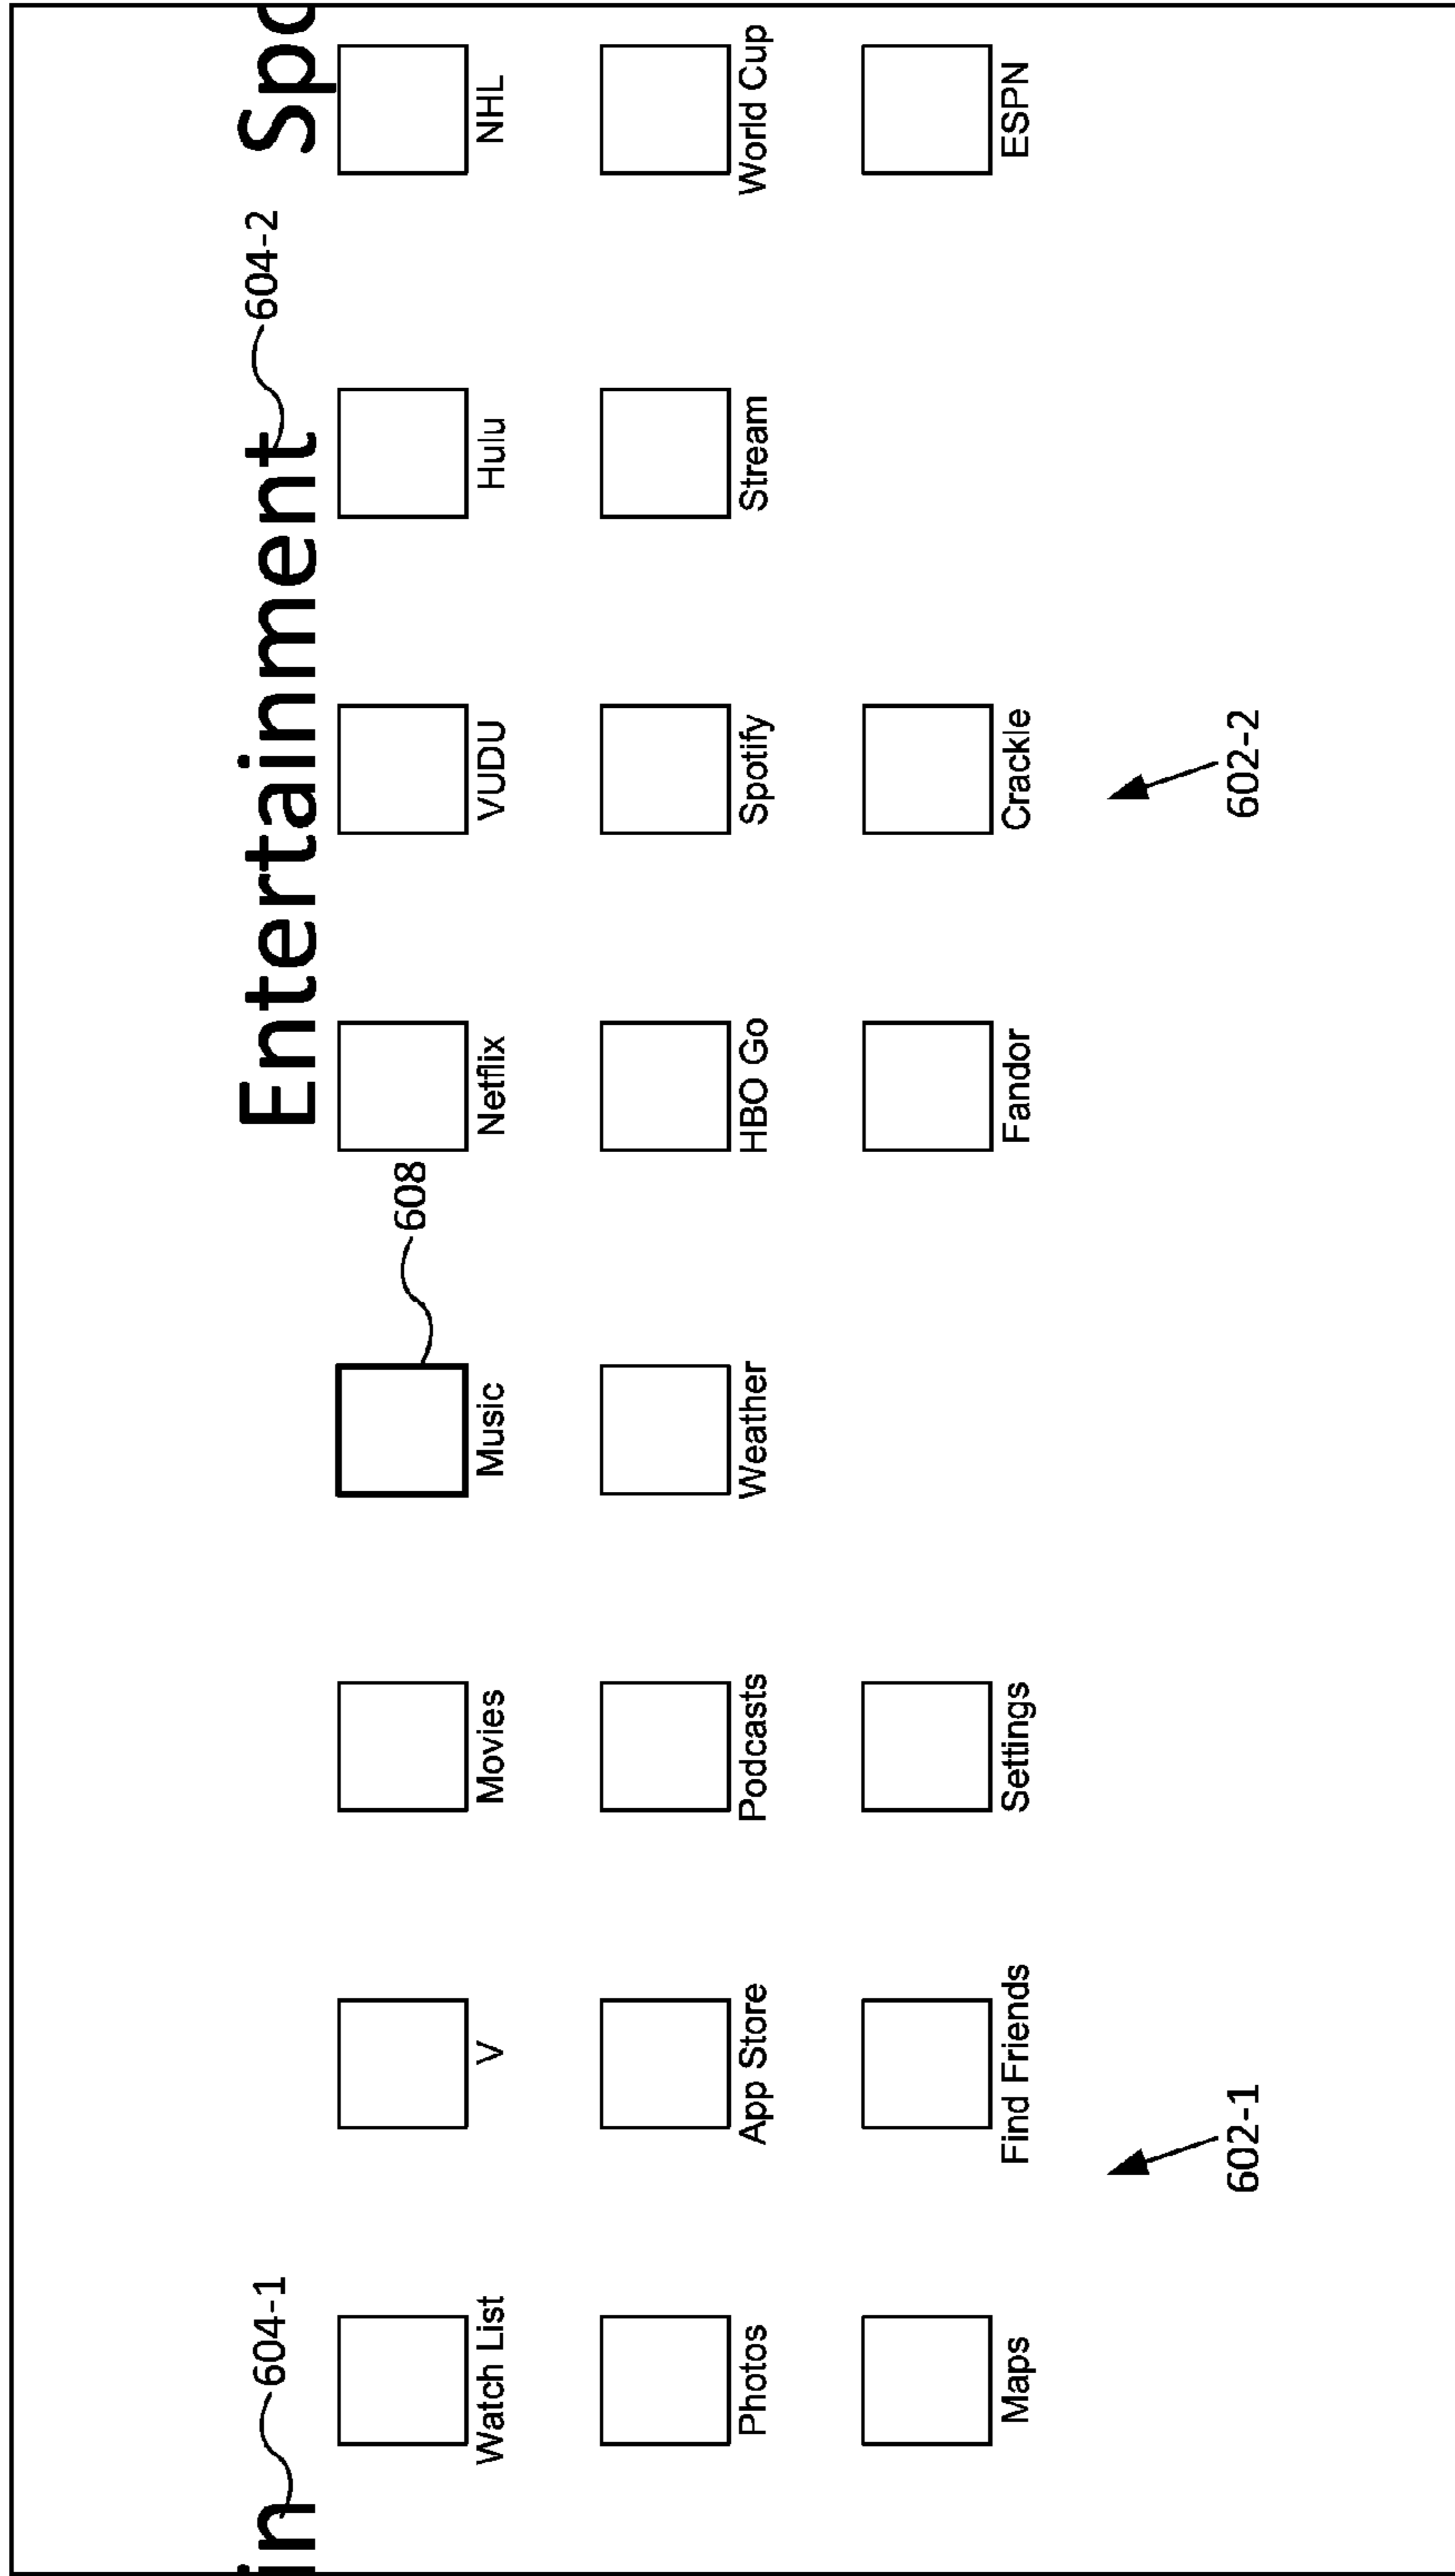 in 604-1 Entertainment 604-2 Spo
608
Watch List V Movies Music Netflix VUDU Hulu NHL
Photos App Store Podcasts Weather HBO Go Spotify Stream World Cup
Maps Find Friends Settings Fandor Crackle ESPN
602-1 602-2